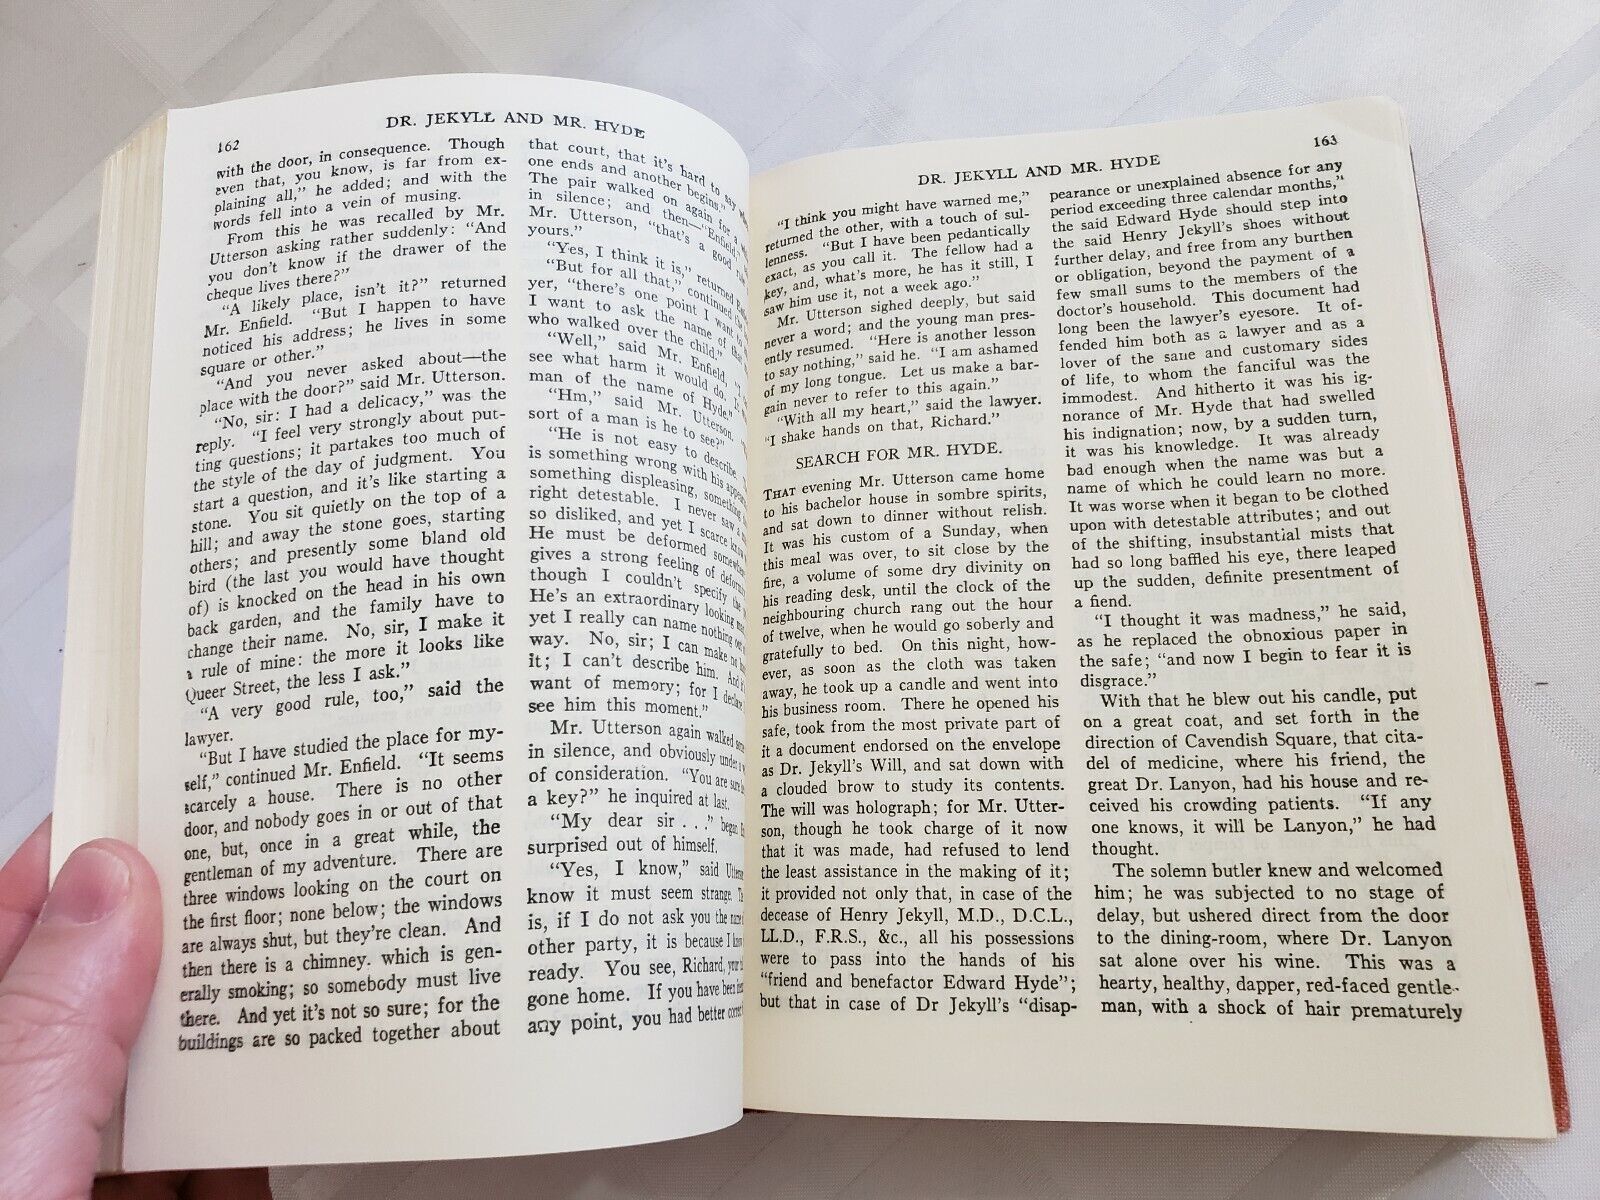 162
DR. JEKYLL AND MR. HYDE
with the door, in consequence. Though
even that, you know, is far from ex-
plaining all," he added; and with the
words fell into a vein of musing.
From this he was recalled by Mr.
Utterson asking rather suddenly: "And
you don't know if the drawer of the
cheque lives there?"
"A likely place, isn't it?" returned
Mr. Enfield. "But I happen to have
noticed his address; he lives in some
square or other."
"And you never asked about—the
place with the door?" said Mr. Utterson.
"No, sir: I had a delicacy," was the
reply. "I feel very strongly about put-
ting questions; it partakes too much of
the style of the day of judgment. You
start a question, and it's like starting a
stone. You sit quietly on the top of a
hill; and away the stone goes, starting
others; and presently some bland old
bird (the last you would have thought
of) is knocked on the head in his own
back garden, and the family have to
change their name. No, sir, I make it
a rule of mine: the more it looks like
Queer Street, the less I ask."
"A very good rule, too," said the
lawyer.
"But I have studied the place for my-
self," continued Mr. Enfield. "It seems
scarcely a house. There is no other
door, and nobody goes in or out of that
one, but, once in a great while, the
gentleman of my adventure. There are
three windows looking on the court on
the first floor; none below; the windows
are always shut, but they're clean. And
then there is a chimney. which is gen-
erally smoking; so somebody must live
there. And yet it's not so sure; for the
buildings are so packed together about
that court, that it's hard to say
one ends and another begins."
The pair walked on again for a
in silence; and then—"Enfield,"
Mr. Utterson, "that's a good rule
yours."
"Yes, I think it is," returned
"But for all that," continued the
yer, "there's one point I want to
I want to ask the name of that
who walked over the child."
"Well," said Mr. Enfield,
see what harm it would do. It
man of the name of Hyde."
"Hm," said Mr. Utterson.
sort of a man is he to see?"
"He is not easy to describe.
is something wrong with his
something displeasing, something
right detestable. I never saw a
so disliked, and yet I scarce know
He must be deformed
gives a strong feeling of
though I couldn't specify the
He's an extraordinary looking
yet I really can name nothing
way. No, sir; I can make no
it; I can't describe him. And
want of memory; for I declare
see him this moment."
Mr. Utterson again walked
in silence, and obviously under a
of consideration. "You are sure
a key?" he inquired at last.
"My dear sir . . ." began
surprised out of himself.
"Yes, I know," said
know it must seem strange.
is, if I do not ask you the
other party, it is because I
ready. You see, Richard, your
gone home. If you have been
any point, you had better
163
DR. JEKYLL AND MR. HYDE
"I think you might have warned me,"
returned the other, with a touch of sul-
lenness. "But I have been pedantically
exact, as you call it. The fellow had a
key, and, what's more, he has it still, I
saw him use it, not a week ago."
Mr. Utterson sighed deeply, but said
never a word; and the young man pres-
ently resumed. "Here is another lesson
to say nothing," said he. "I am ashamed
of my long tongue. Let us make a bar-
gain never to refer to this again."
"With all my heart," said the lawyer.
"I shake hands on that, Richard."
SEARCH FOR MR. HYDE.
THAT evening Mr. Utterson came home
to his bachelor house in sombre spirits,
and sat down to dinner without relish.
It was his custom of a Sunday, when
this meal was over, to sit close by the
fire, a volume of some dry divinity on
his reading desk, until the clock of the
neighbouring church rang out the hour
of twelve, when he would go soberly and
gratefully to bed. On this night, how-
ever, as soon as the cloth was taken
away, he took up a candle and went into
his business room. There he opened his
safe, took from the most private part of
it a document endorsed on the envelope
as Dr. Jekyll's Will, and sat down with
a clouded brow to study its contents.
The will was holograph; for Mr. Utter-
son, though he took charge of it now
that it was made, had refused to lend
the least assistance in the making of it;
it provided not only that, in case of the
decease of Henry Jekyll, M.D., D.C.L.,
LL.D., F.R.S., &c., all his possessions
were to pass into the hands of his
"friend and benefactor Edward Hyde";
but that in case of Dr Jekyll's "disap-
pearance or unexplained absence for any
period exceeding three calendar months,"
the said Edward Hyde should step into
the said Henry Jekyll's shoes without
further delay, and free from any burthen
or obligation, beyond the payment of a
few small sums to the members of the
doctor's household. This document had
long been the lawyer's eyesore. It of-
fended him both as a lawyer and as a
lover of the sane and customary sides
of life, to whom the fanciful was the
immodest. And hitherto it was his ig-
norance of Mr. Hyde that had swelled
his indignation; now, by a sudden turn,
it was his knowledge. It was already
bad enough when the name was but a
name of which he could learn no more.
It was worse when it began to be clothed
upon with detestable attributes; and out
of the shifting, insubstantial mists that
had so long baffled his eye, there leaped
up the sudden, definite presentment of
a fiend.
"I thought it was madness," he said,
as he replaced the obnoxious paper in
the safe; "and now I begin to fear it is
disgrace."
With that he blew out his candle, put
on a great coat, and set forth in the
direction of Cavendish Square, that cita-
del of medicine, where his friend, the
great Dr. Lanyon, had his house and re-
ceived his crowding patients. "If any
one knows, it will be Lanyon," he had
thought.
The solemn butler knew and welcomed
him; he was subjected to no stage of
delay, but ushered direct from the door
to the dining-room, where Dr. Lanyon
sat alone over his wine. This was a
hearty, healthy, dapper, red-faced gentle-
man, with a shock of hair prematurely